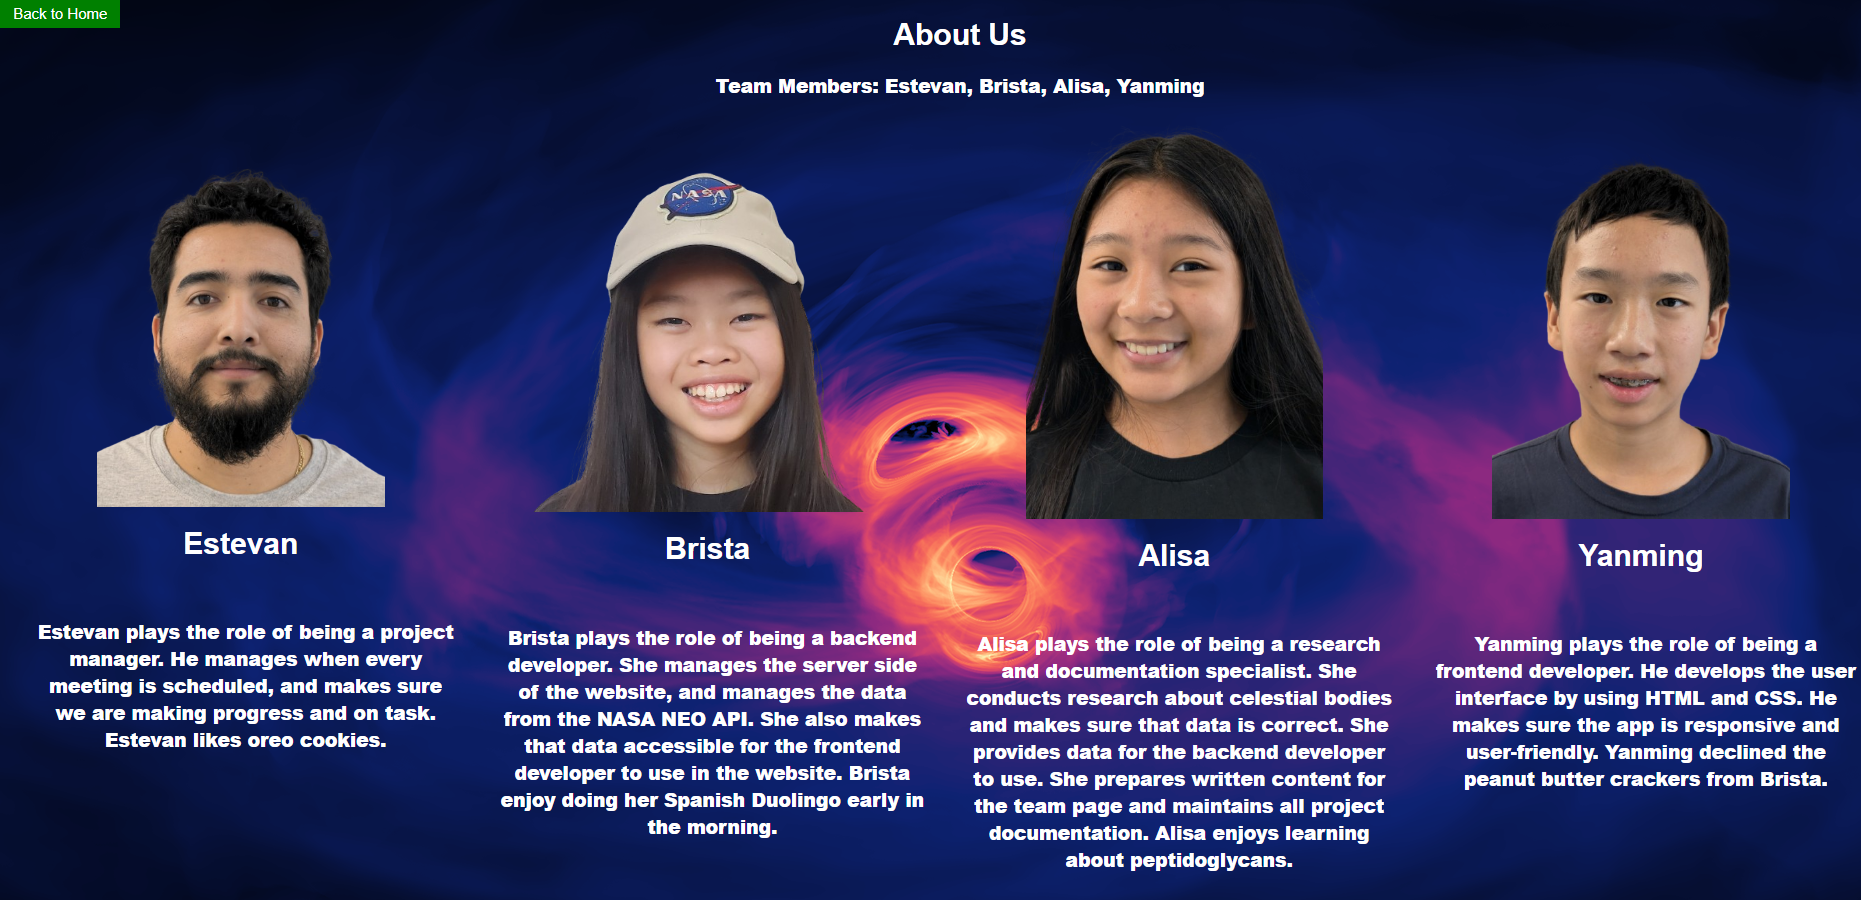 Back to Home
About Us
Team Members: Estevan, Brista, Alisa, Yanming
NASA
Estevan
Estevan plays the role of being a project
manager. He manages when every
meeting is scheduled, and makes sure
we are making progress and on task.
Estevan likes oreo cookies.
Brista
Brista plays the role of being a backend
developer. She manages the server side
of the website, and manages the data
from the NASA NEO API. She also makes
that data accessible for the frontend
developer to use in the website. Brista
enjoy doing her Spanish Duolingo early in
the morning.
Alisa
Alisa plays the role of being a research
and documentation specialist. She
conducts research about celestial bodies
and makes sure that data is correct. She
provides data for the backend developer
to use. She prepares written content for
the team page and maintains all project
documentation. Alisa enjoys learning
about peptidoglycans.
Yanming
Yanming plays the role of being a
frontend developer. He develops the user
interface by using HTML and CSS. He
makes sure the app is responsive and
user-friendly. Yanming declined the
peanut butter crackers from Brista.